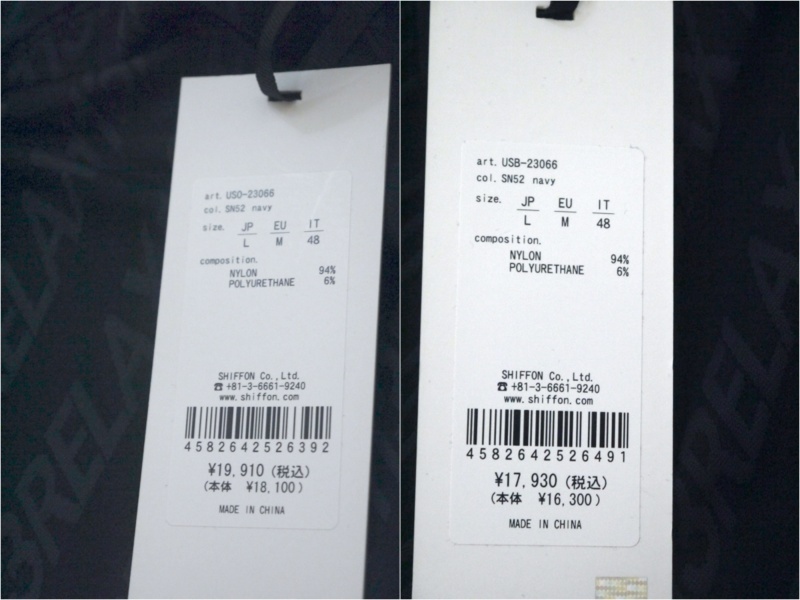 art. USO-23066
col. SN52 navy
size. JP EU IT
L M 48
composition.
NYLON 94%
POLYURETHANE 6%
SHIFFON Co.,Ltd.
☎ +81-3-6661-9240
www.shiffon.com
4582642526392
¥19,910 (税込)
(本体 ¥18,100)
MADE IN CHINA
art. USB-23066
col. SN52 navy
size. JP EU IT
L M 48
composition.
NYLON 94%
POLYURETHANE 6%
SHIFFON Co.,Ltd.
☎ +81-3-6661-9240
www.shiffon.com
4582642526491
¥17,930 (税込)
(本体 ¥16,300)
MADE IN CHINA